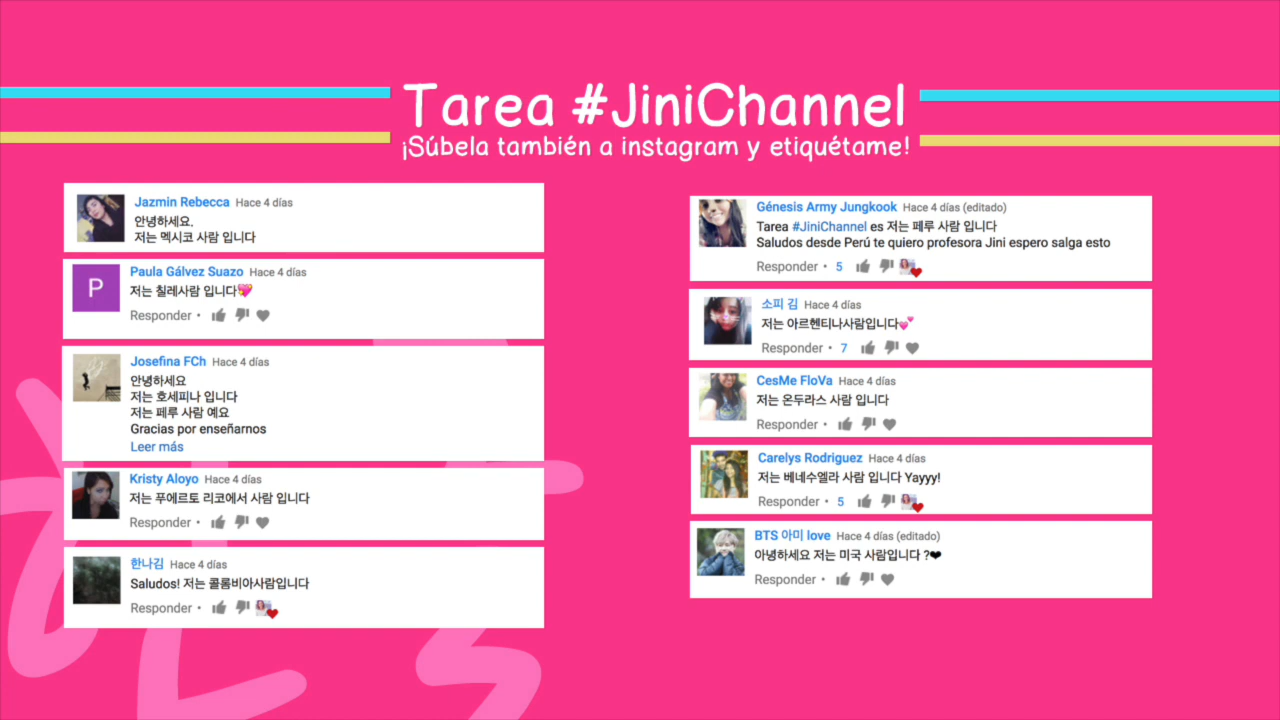 Tarea #JiniChannel
¡Súbela también a instagram y etiquétame!
Jazmin Rebecca Hace 4 días
안녕하세요.
저는 멕시코 사람 입니다
P
Paula Gálvez Suazo Hace 4 días
저는 칠레사람 입니다💖
Responder •
Josefina FCh Hace 4 días
안녕하세요
저는 호세피나 입니다
저는 페루 사람 예요
Gracias por enseñarnos
Leer más
Kristy Aloyo Hace 4 días
저는 푸에르토 리코에서 사람 입니다
Responder •
한나김 Hace 4 días
Saludos! 저는 콜롬비아사람입니다
Responder •
Génesis Army Jungkook Hace 4 días (editado)
Tarea #JiniChannel es 저는 페루 사람 입니다
Saludos desde Perú te quiero profesora Jini espero salga esto
Responder • 5
소피 김 Hace 4 días
저는 아르헨티나사람입니다💕
Responder • 7
CesMe FloVa Hace 4 días
저는 온두라스 사람 입니다
Responder •
Carelys Rodriguez Hace 4 días
저는 베네수엘라 사람 입니다 Yayyy!
Responder • 5
BTS 아미 love Hace 4 días (editado)
아녕하세요 저는 미국 사람입니다 ?❤
Responder •